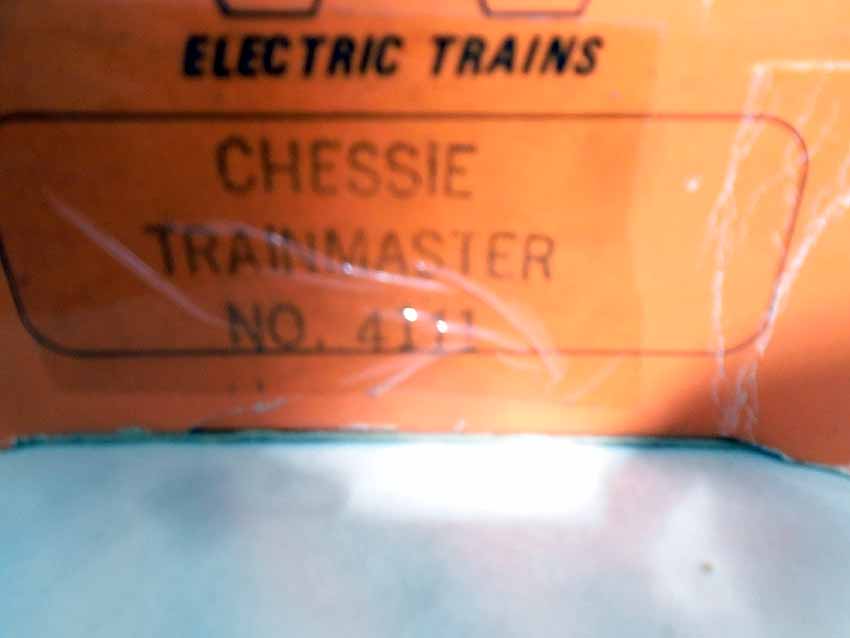 ELECTRIC TRAINS
CHESSIE
TRAINMASTER
NO. 4111